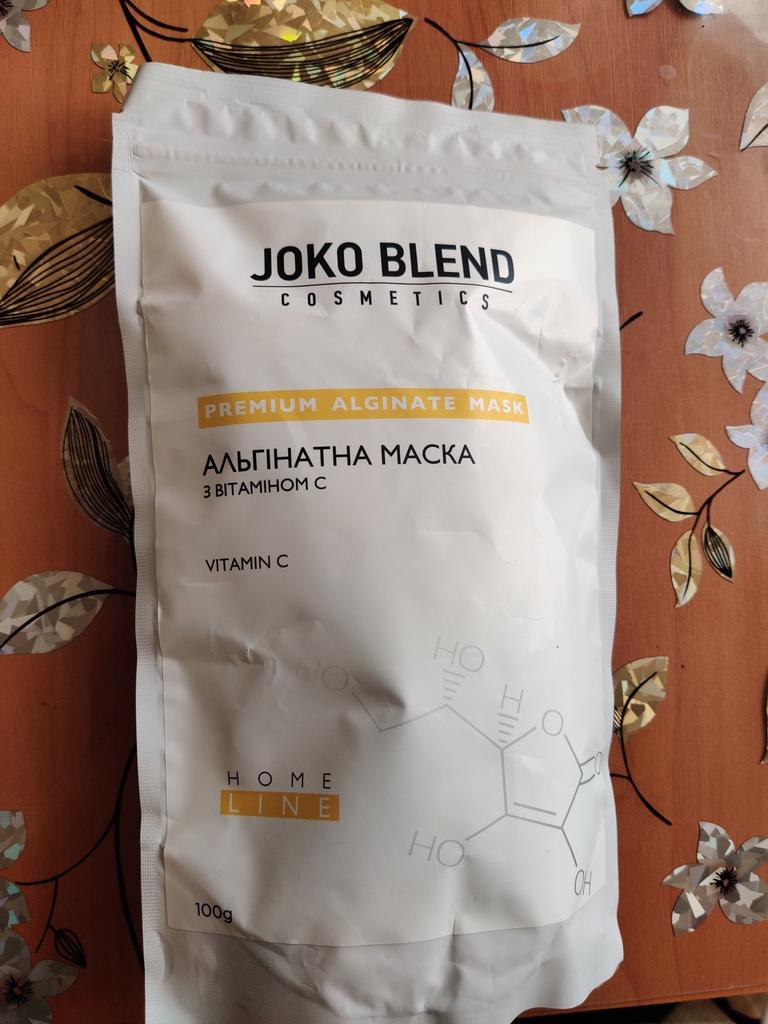 JOKO BLEND
COSMETICS
PREMIUM ALGINATE MASK
АЛЬГІНАТНА МАСКА
З ВІТАМІНОМ С
VITAMIN C
HO
HO
H
O
O
HOME
LINE
HO
OH
100g